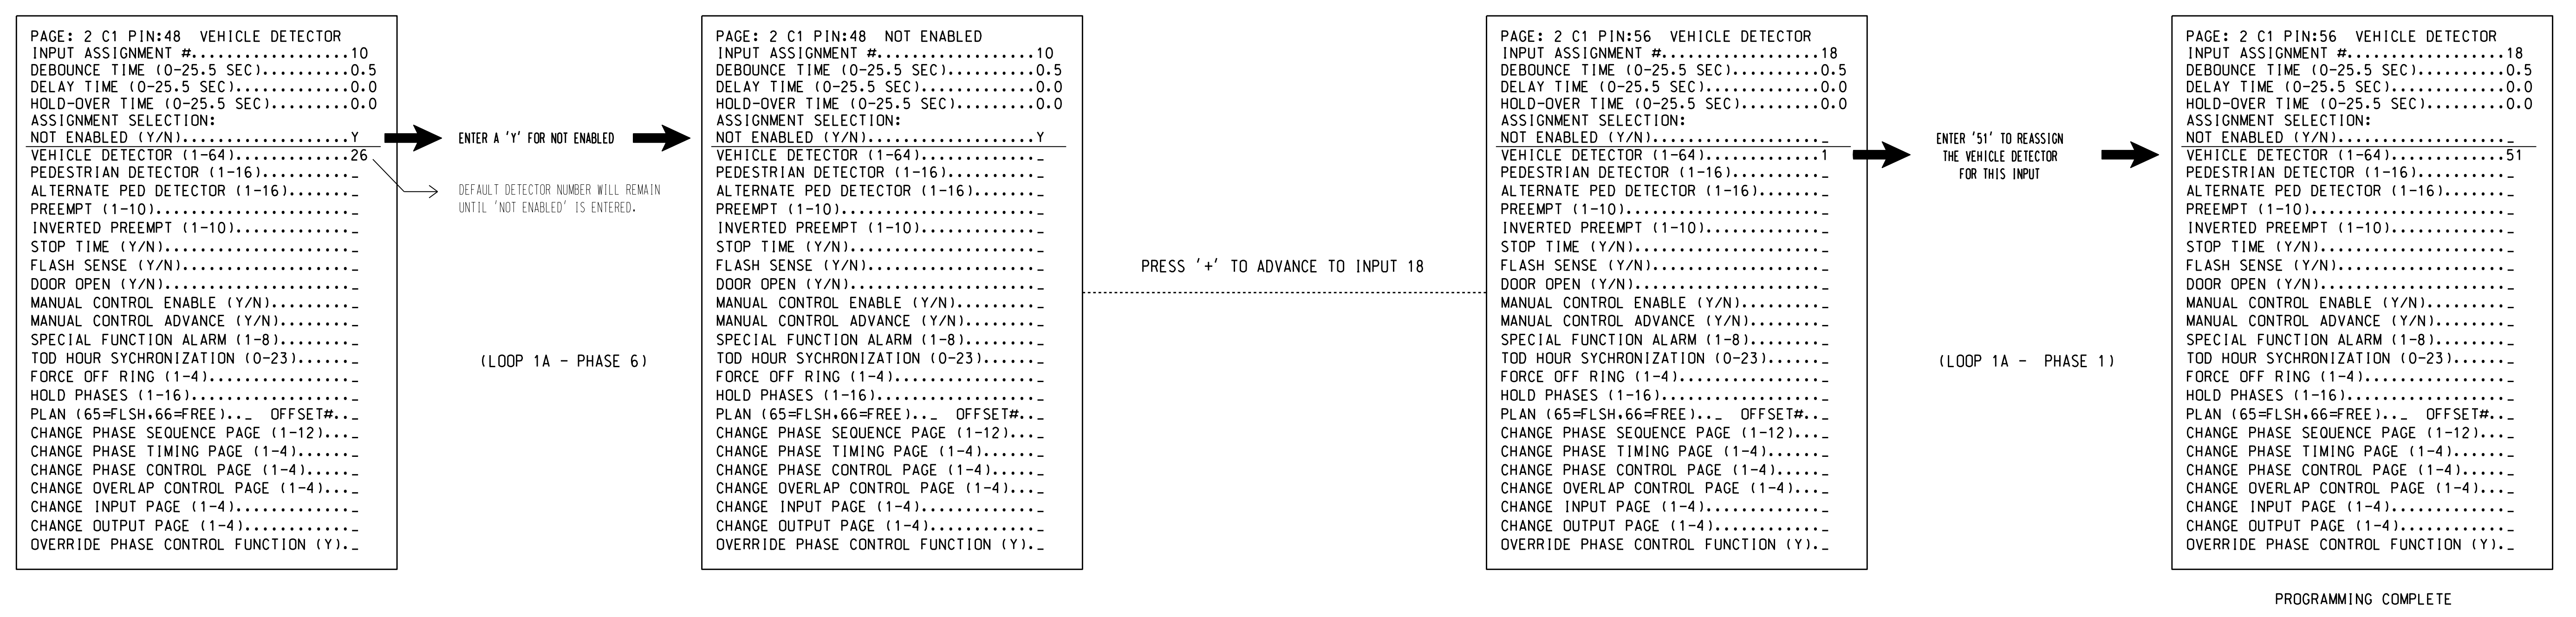 PAGE: 2 C1 PIN:48  VEHICLE DETECTOR
INPUT ASSIGNMENT #..................10
DEBOUNCE TIME (0-25.5 SEC)..........0.5
DELAY TIME (0-25.5 SEC).............0.0
HOLD-OVER TIME (0-25.5 SEC).........0.0
ASSIGNMENT SELECTION:
NOT ENABLED (Y/N)...................Y
VEHICLE DETECTOR (1-64).............26
PEDESTRIAN DETECTOR (1-16)..........._
ALTERNATE PED DETECTOR (1-16)......._
PREEMPT (1-10)......................_
INVERTED PREEMPT (1-10)............._
STOP TIME (Y/N)....................._
FLASH SENSE (Y/N)..................._
DOOR OPEN (Y/N)....................._
MANUAL CONTROL ENABLE (Y/N)........._
MANUAL CONTROL ADVANCE (Y/N)........_
SPECIAL FUNCTION ALARM (1-8)........_
TOD HOUR SYCHRONIZATION (0-23)......_
FORCE OFF RING (1-4)................_
HOLD PHASES (1-16).................._
PLAN (65=FLSH,66=FREE).._  OFFSET#.._
CHANGE PHASE SEQUENCE PAGE (1-12)..._
CHANGE PHASE TIMING PAGE (1-4)......_
CHANGE PHASE CONTROL PAGE (1-4)....._
CHANGE OVERLAP CONTROL PAGE (1-4)..._
CHANGE INPUT PAGE (1-4)............._
CHANGE OUTPUT PAGE (1-4)............_
OVERRIDE PHASE CONTROL FUNCTION (Y)._
ENTER A 'Y' FOR NOT ENABLED
DEFAULT DETECTOR NUMBER WILL REMAIN
UNTIL 'NOT ENABLED' IS ENTERED.
(LOOP 1A - PHASE 6)
PAGE: 2 C1 PIN:48  NOT ENABLED
INPUT ASSIGNMENT #..................10
DEBOUNCE TIME (0-25.5 SEC)..........0.5
DELAY TIME (0-25.5 SEC).............0.0
HOLD-OVER TIME (0-25.5 SEC).........0.0
ASSIGNMENT SELECTION:
NOT ENABLED (Y/N)...................Y
VEHICLE DETECTOR (1-64)............._
PEDESTRIAN DETECTOR (1-16)..........._
ALTERNATE PED DETECTOR (1-16)......._
PREEMPT (1-10)......................_
INVERTED PREEMPT (1-10)............._
STOP TIME (Y/N)....................._
FLASH SENSE (Y/N)..................._
DOOR OPEN (Y/N)....................._
MANUAL CONTROL ENABLE (Y/N)........._
MANUAL CONTROL ADVANCE (Y/N)........_
SPECIAL FUNCTION ALARM (1-8)........_
TOD HOUR SYCHRONIZATION (0-23)......_
FORCE OFF RING (1-4)................_
HOLD PHASES (1-16).................._
PLAN (65=FLSH,66=FREE).._  OFFSET#.._
CHANGE PHASE SEQUENCE PAGE (1-12)..._
CHANGE PHASE TIMING PAGE (1-4)......_
CHANGE PHASE CONTROL PAGE (1-4)....._
CHANGE OVERLAP CONTROL PAGE (1-4)..._
CHANGE INPUT PAGE (1-4)............._
CHANGE OUTPUT PAGE (1-4)............_
OVERRIDE PHASE CONTROL FUNCTION (Y)._
PRESS '+' TO ADVANCE TO INPUT 18
PAGE: 2 C1 PIN:56  VEHICLE DETECTOR
INPUT ASSIGNMENT #..................18
DEBOUNCE TIME (0-25.5 SEC)..........0.5
DELAY TIME (0-25.5 SEC).............0.0
HOLD-OVER TIME (0-25.5 SEC).........0.0
ASSIGNMENT SELECTION:
NOT ENABLED (Y/N)..................._
VEHICLE DETECTOR (1-64).............1
PEDESTRIAN DETECTOR (1-16)..........._
ALTERNATE PED DETECTOR (1-16)......._
PREEMPT (1-10)......................_
INVERTED PREEMPT (1-10)............._
STOP TIME (Y/N)....................._
FLASH SENSE (Y/N)..................._
DOOR OPEN (Y/N)....................._
MANUAL CONTROL ENABLE (Y/N)........._
MANUAL CONTROL ADVANCE (Y/N)........_
SPECIAL FUNCTION ALARM (1-8)........_
TOD HOUR SYCHRONIZATION (0-23)......_
FORCE OFF RING (1-4)................_
HOLD PHASES (1-16).................._
PLAN (65=FLSH,66=FREE).._  OFFSET#.._
CHANGE PHASE SEQUENCE PAGE (1-12)..._
CHANGE PHASE TIMING PAGE (1-4)......_
CHANGE PHASE CONTROL PAGE (1-4)....._
CHANGE OVERLAP CONTROL PAGE (1-4)..._
CHANGE INPUT PAGE (1-4)............._
CHANGE OUTPUT PAGE (1-4)............_
OVERRIDE PHASE CONTROL FUNCTION (Y)._
ENTER '51' TO REASSIGN
THE VEHICLE DETECTOR
FOR THIS INPUT
(LOOP 1A -  PHASE 1)
PAGE: 2 C1 PIN:56  VEHICLE DETECTOR
INPUT ASSIGNMENT #..................18
DEBOUNCE TIME (0-25.5 SEC)..........0.5
DELAY TIME (0-25.5 SEC).............0.0
HOLD-OVER TIME (0-25.5 SEC).........0.0
ASSIGNMENT SELECTION:
NOT ENABLED (Y/N)..................._
VEHICLE DETECTOR (1-64).............51
PEDESTRIAN DETECTOR (1-16)..........._
ALTERNATE PED DETECTOR (1-16)......._
PREEMPT (1-10)......................_
INVERTED PREEMPT (1-10)............._
STOP TIME (Y/N)....................._
FLASH SENSE (Y/N)..................._
DOOR OPEN (Y/N)....................._
MANUAL CONTROL ENABLE (Y/N)........._
MANUAL CONTROL ADVANCE (Y/N)........_
SPECIAL FUNCTION ALARM (1-8)........_
TOD HOUR SYCHRONIZATION (0-23)......_
FORCE OFF RING (1-4)................_
HOLD PHASES (1-16).................._
PLAN (65=FLSH,66=FREE).._  OFFSET#.._
CHANGE PHASE SEQUENCE PAGE (1-12)..._
CHANGE PHASE TIMING PAGE (1-4)......_
CHANGE PHASE CONTROL PAGE (1-4)....._
CHANGE OVERLAP CONTROL PAGE (1-4)..._
CHANGE INPUT PAGE (1-4)............._
CHANGE OUTPUT PAGE (1-4)............_
OVERRIDE PHASE CONTROL FUNCTION (Y)._
PROGRAMMING COMPLETE